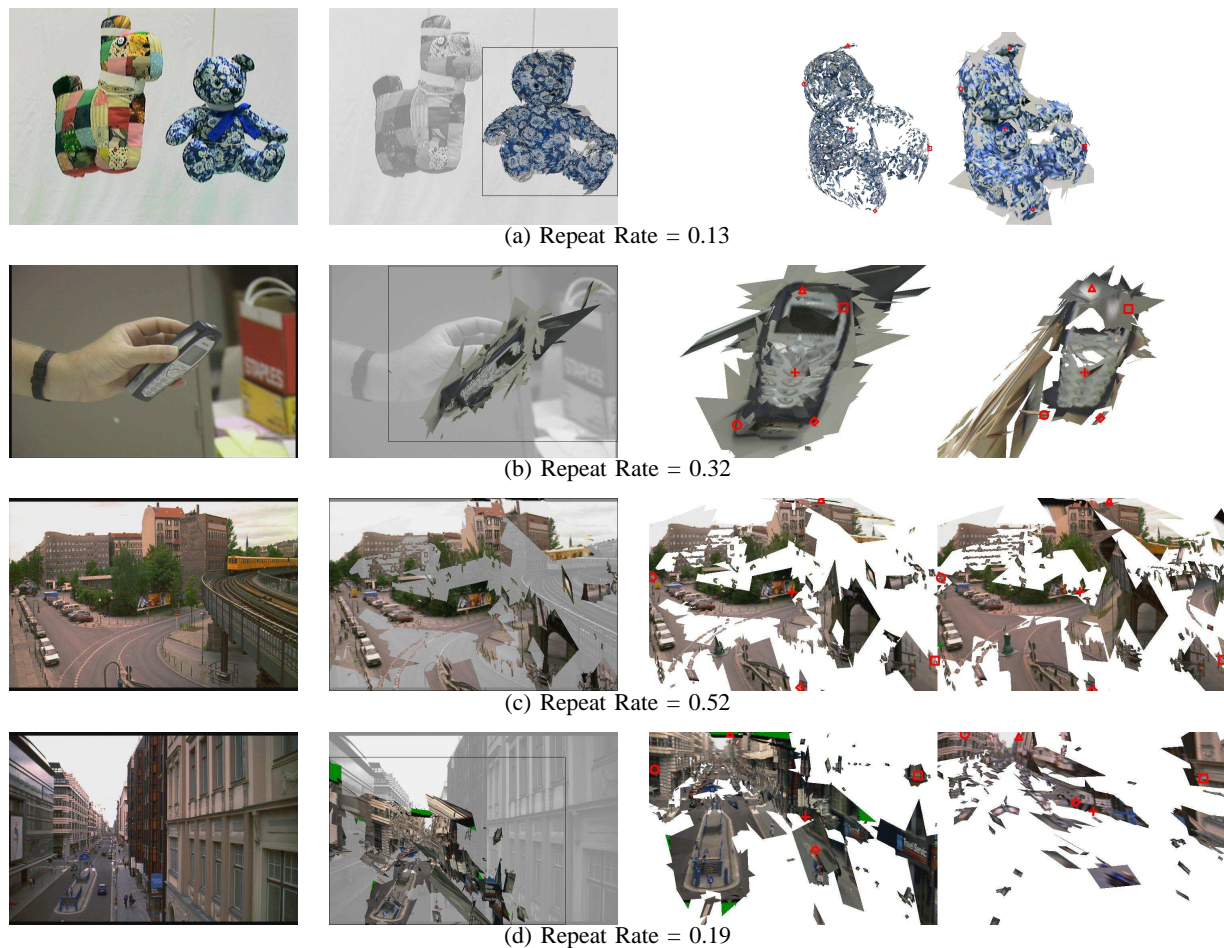 (a) Repeat Rate = 0.13
STAPLES
(b) Repeat Rate = 0.32
(c) Repeat Rate = 0.52
(d) Repeat Rate = 0.19